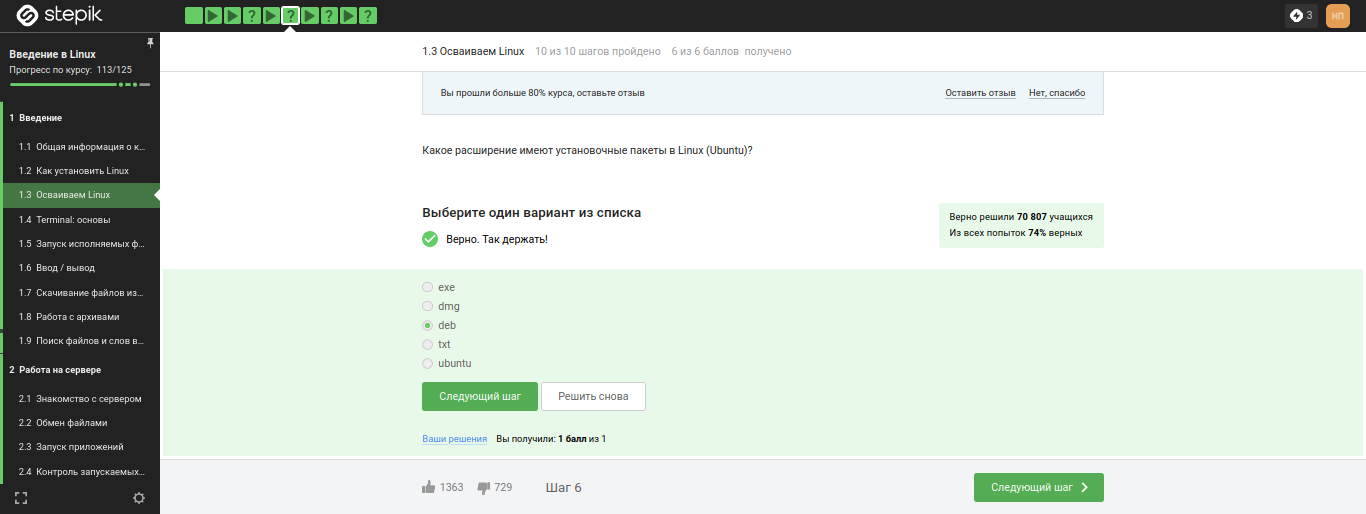 stepik
? ? ? ?
3
НП
Введение в Linux
Прогресс по курсу: 113/125
1 Введение
1.1 Общая информация о к...
1.2 Как установить Linux
1.3 Осваиваем Linux
1.4 Terminal: основы
1.5 Запуск исполняемых ф...
1.6 Ввод / вывод
1.7 Скачивание файлов из...
1.8 Работа с архивами
1.9 Поиск файлов и слов в...
2 Работа на сервере
2.1 Знакомство с сервером
2.2 Обмен файлами
2.3 Запуск приложений
2.4 Контроль запускаемых...
1.3 Осваиваем Linux 10 из 10 шагов пройдено 6 из 6 баллов получено
Вы прошли больше 80% курса, оставьте отзыв Оставить отзыв Нет, спасибо
Какое расширение имеют установочные пакеты в Linux (Ubuntu)?
Выберите один вариант из списка
Верно. Так держать!
Верно решили 70 807 учащихся
Из всех попыток 74% верных
exe
dmg
deb
txt
ubuntu
Следующий шаг Решить снова
Ваши решения Вы получили: 1 балл из 1
1363 729 Шаг 6 Следующий шаг